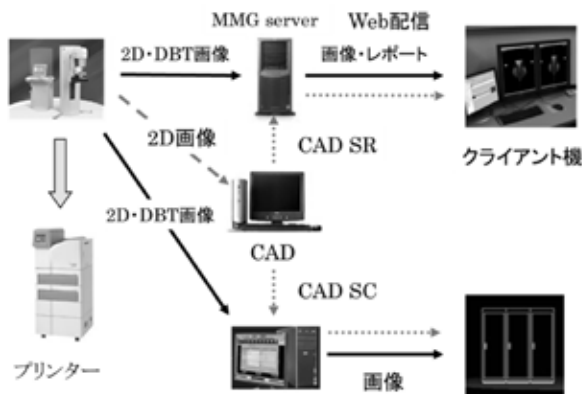 MMG server
Web配信
2D・DBT画像
画像・レポート
2D画像
CAD SR
クライアント機
2D・DBT画像
CAD
CAD SC
プリンター
画像